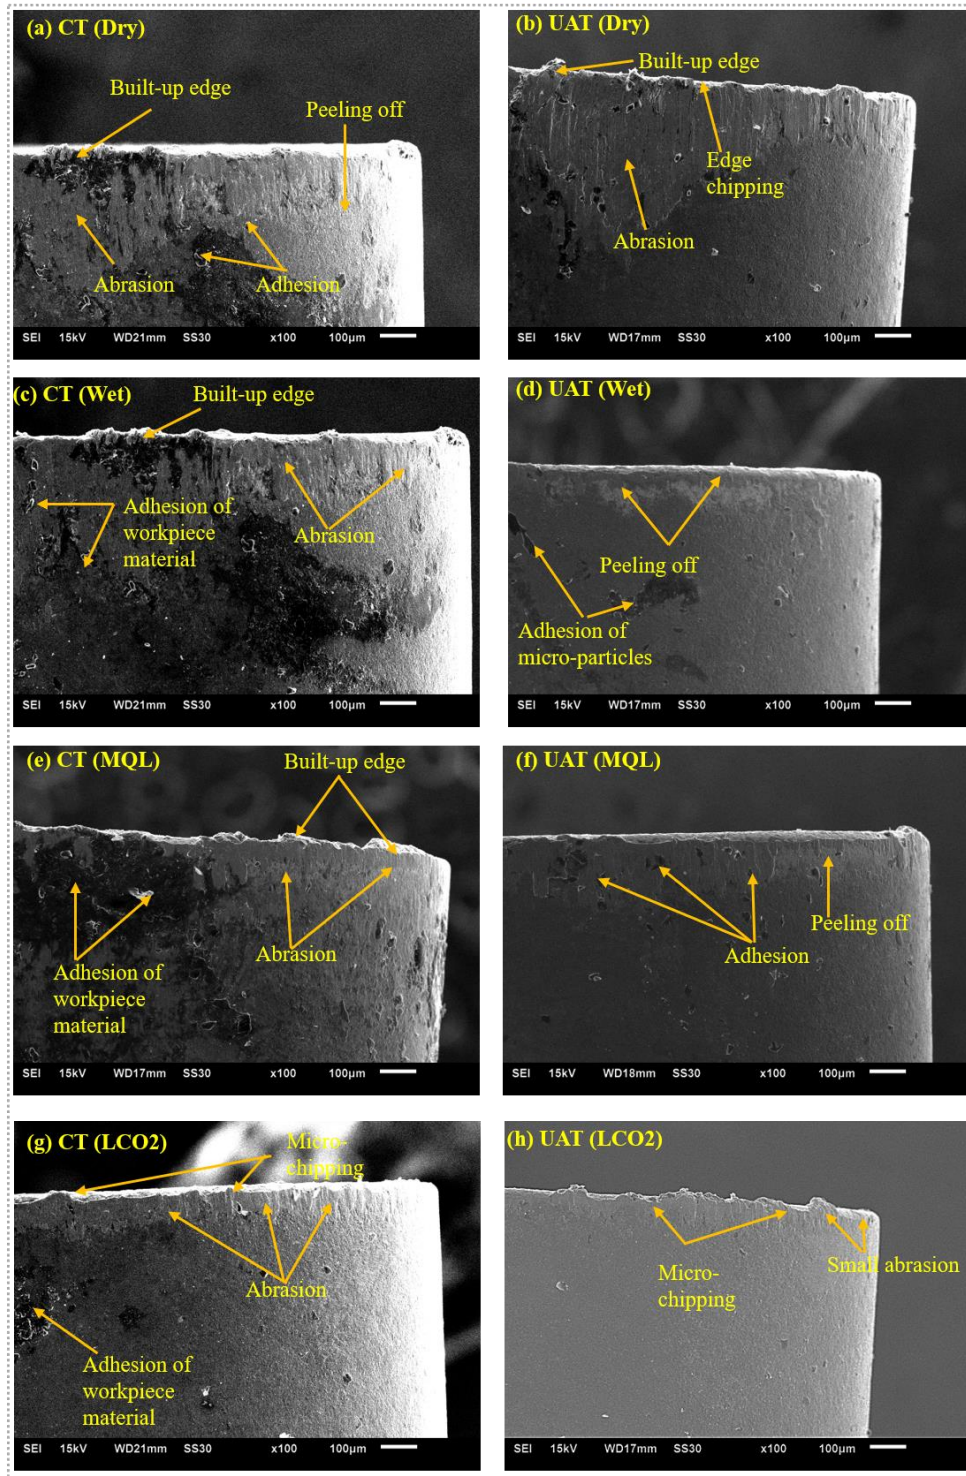 (a) CT (Dry)
Built-up edge
Peeling off
Abrasion
Adhesion
SEI 15kV WD21mm SS30 x100 100µm
(b) UAT (Dry)
Built-up edge
Edge
chipping
Abrasion
SEI 15kV WD17mm SS30 x100 100µm
(c) CT (Wet)
Built-up edge
Adhesion of
workpiece
material
Abrasion
SEI 15kV WD21mm SS30 x100 100µm
(d) UAT (Wet)
Peeling off
Adhesion of
micro-particles
SEI 15kV WD17mm SS30 x100 100µm
(e) CT (MQL)
Built-up edge
Abrasion
Adhesion of
workpiece
material
SEI 15kV WD17mm SS30 x100 100µm
(f) UAT (MQL)
Peeling off
Adhesion
SEI 15kV WD18mm SS30 x100 100µm
(g) CT (LCO2)
Micro-
chipping
Abrasion
Adhesion of
workpiece
material
SEI 15kV WD21mm SS30 x100 100µm
(h) UAT (LCO2)
Small abrasion
Micro-
chipping
SEI 15kV WD17mm SS30 x100 100µm